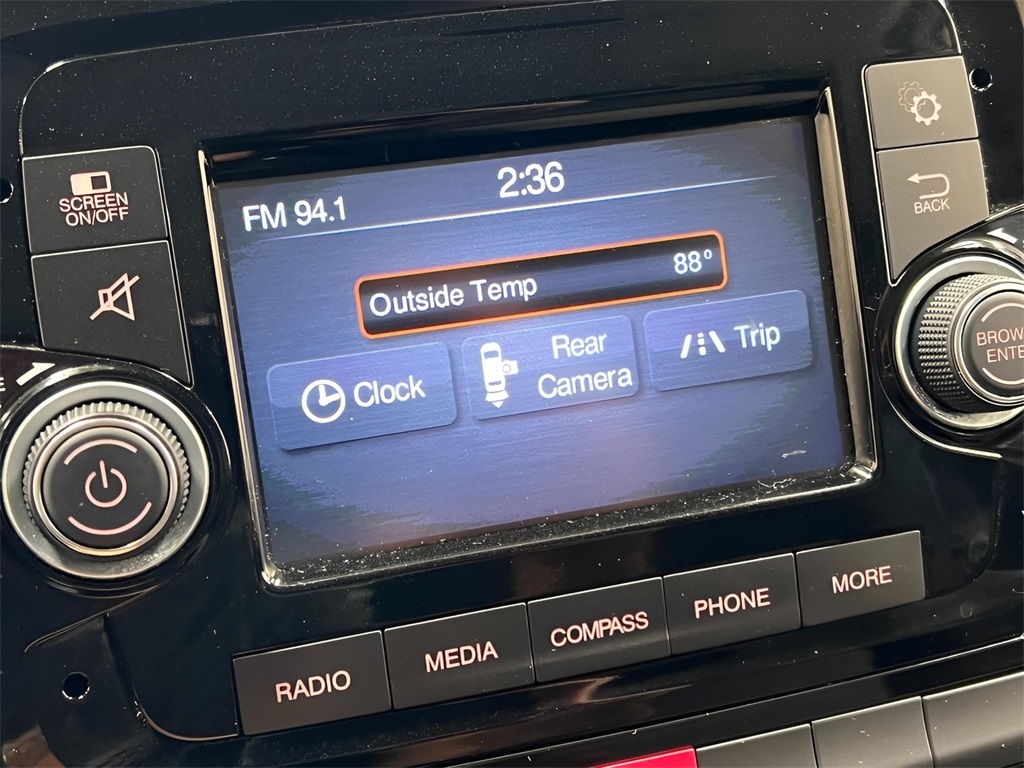 SCREEN
ON/OFF
FM 94.1
2:36
Outside Temp 88°
Clock
Rear
Camera
Trip
BACK
RADIO
MEDIA
COMPASS
PHONE
MORE